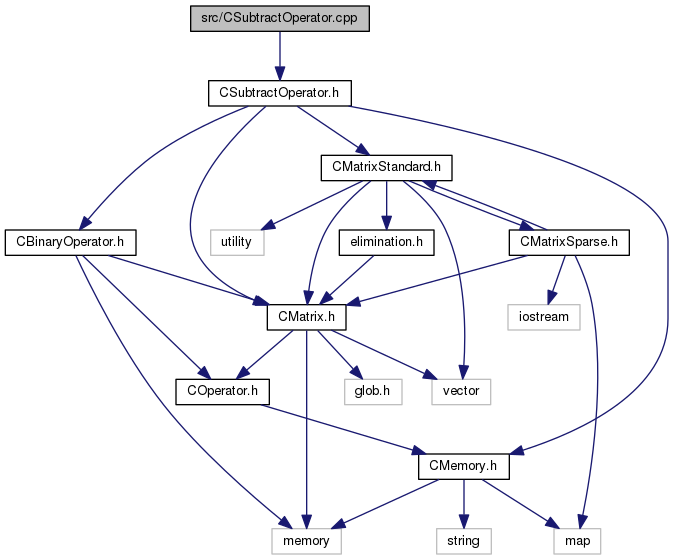 src/CSubtractOperator.cpp
CSubtractOperator.h
CMatrixStandard.h
CBinaryOperator.h
utility
elimination.h
CMatrixSparse.h
CMatrix.h
iostream
COperator.h
glob.h
vector
CMemory.h
memory
string
map